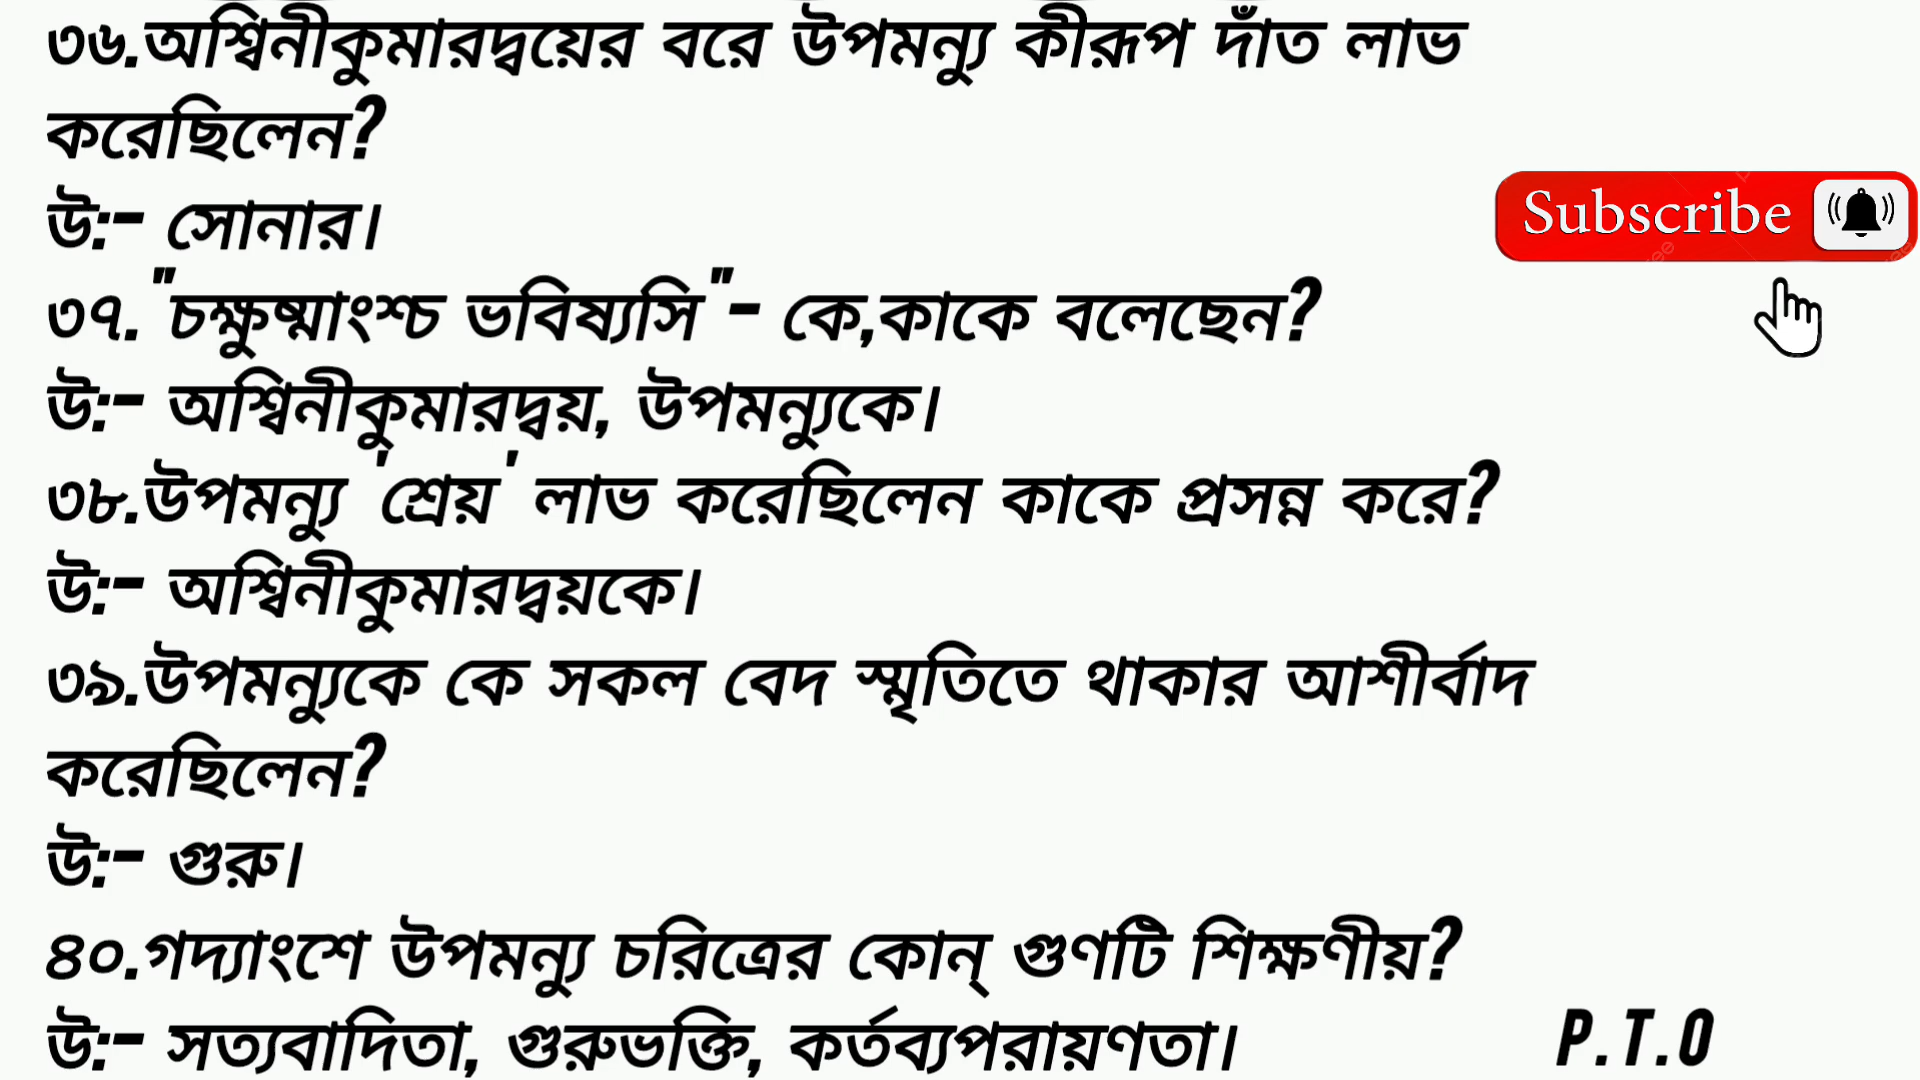 ৩৬.অশ্বিনীকুমারদ্বয়ের বরে উপমন্যু কীরূপ দাঁত লাভ
করেছিলেন?
উ:- সোনার।
Subscribe
৩৭."চক্ষুষ্মাংশ্চ ভবিষ্যসি"- কে,কাকে বলেছেন?
উ:- অশ্বিনীকুমারদ্বয়, উপমন্যুকে।
৩৮.উপমন্যু 'শ্রেয়' লাভ করেছিলেন কাকে প্রসন্ন করে?
উ:- অশ্বিনীকুমারদ্বয়কে।
৩৯.উপমন্যুকে কে সকল বেদ স্মৃতিতে থাকার আশীর্বাদ
করেছিলেন?
উ:- গুরু।
৪০.গদ্যাংশে উপমন্যু চরিত্রের কোন্ গুণটি শিক্ষণীয়?
উ:- সত্যবাদিতা, গুরুভক্তি, কর্তব্যপরায়ণতা।
P.T.O